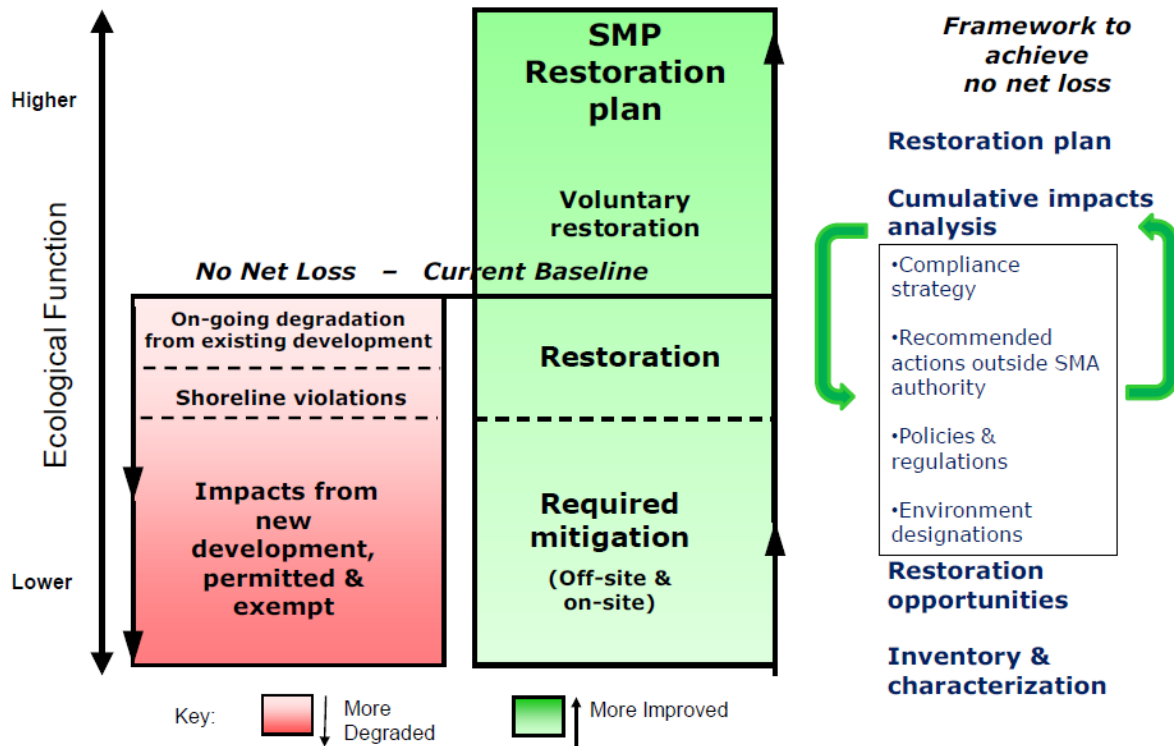 Higher
Ecological Function
Lower
SMP
Restoration
plan
Voluntary
restoration
No Net Loss – Current Baseline
On-going degradation
from existing development
Shoreline violations
Impacts from
new
development,
permitted &
exempt
Restoration
Required
mitigation
(Off-site &
on-site)
Framework to
achieve
no net loss
Restoration plan
Cumulative impacts
analysis
•Compliance
strategy
•Recommended
actions outside SMA
authority
•Policies &
regulations
•Environment
designations
Restoration
opportunities
Inventory &
characterization
Key:
More
Degraded
More Improved